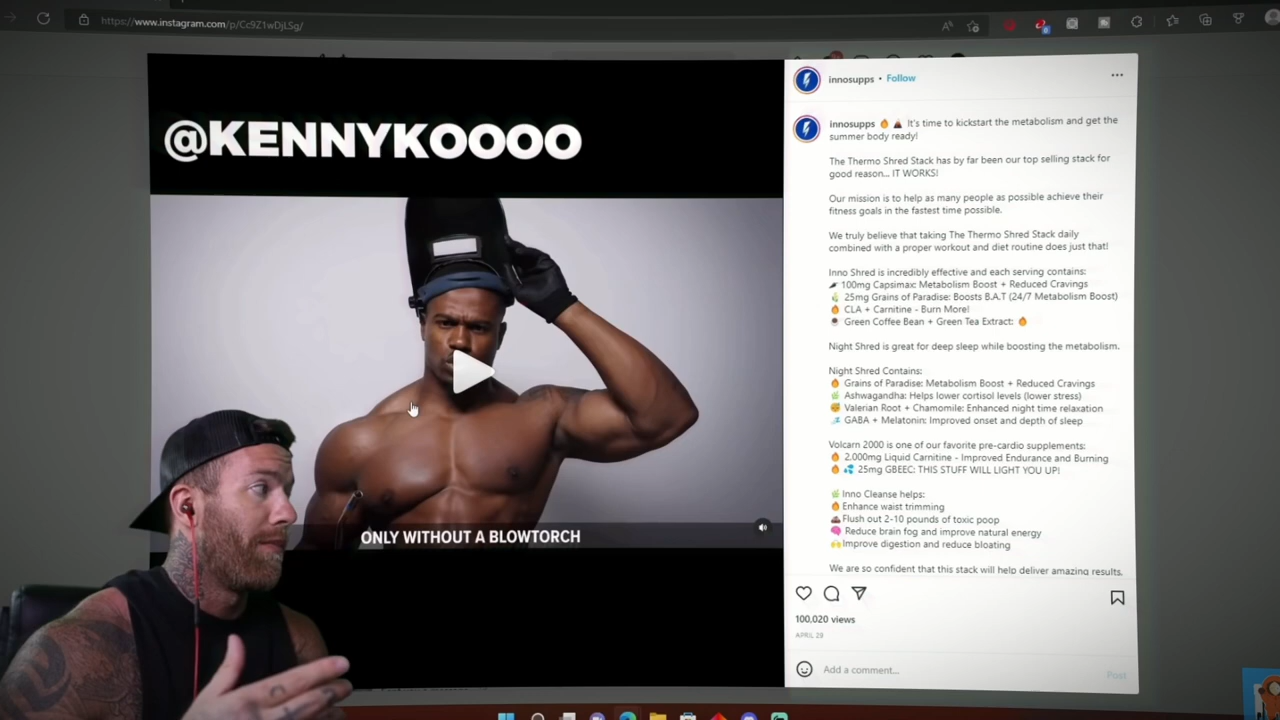 https://www.instagram.com/p/Cc9Z1wDjLSg/
@KENNYKOOOO
ONLY WITHOUT A BLOWTORCH
innosupps • Follow
innosupps 🔥 🌋 It's time to kickstart the metabolism and get the
summer body ready!
The Thermo Shred Stack has by far been our top selling stack for
good reason... IT WORKS!
Our mission is to help as many people as possible achieve their
fitness goals in the fastest time possible.
We truly believe that taking The Thermo Shred Stack daily
combined with a proper workout and diet routine does just that!
Inno Shred is incredibly effective and each serving contains:
🌶 100mg Capsimax: Metabolism Boost + Reduced Cravings
🌿 25mg Grains of Paradise: Boosts B.A.T (24/7 Metabolism Boost)
🔥 CLA + Carnitine - Burn More!
☕ Green Coffee Bean + Green Tea Extract: 🔥
Night Shred is great for deep sleep while boosting the metabolism.
Night Shred Contains:
🔥 Grains of Paradise: Metabolism Boost + Reduced Cravings
🌿 Ashwagandha: Helps lower cortisol levels (lower stress)
😴 Valerian Root + Chamomile: Enhanced night time relaxation
💤 GABA + Melatonin: Improved onset and depth of sleep
Volcarn 2000 is one of our favorite pre-cardio supplements:
🔥 2,000mg Liquid Carnitine - Improved Endurance and Burning
🔥 💦 25mg GBEEC: THIS STUFF WILL LIGHT YOU UP!
🌿 Inno Cleanse helps:
🔥 Enhance waist trimming
💩 Flush out 2-10 pounds of toxic poop
🧠 Reduce brain fog and improve natural energy
🙌 Improve digestion and reduce bloating
We are so confident that this stack will help deliver amazing results,
100,020 views
APRIL 29
Add a comment...
Post